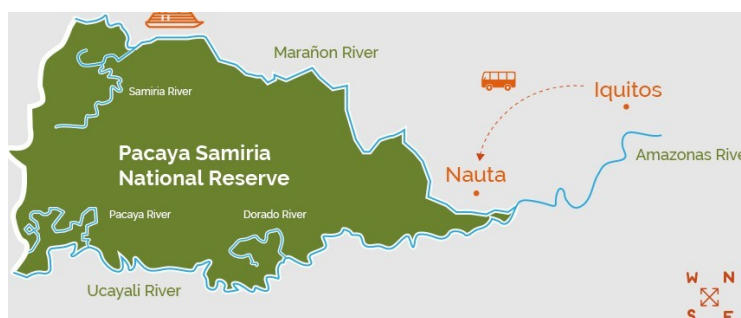 Marañon River
Samiria River
Iquitos
Pacaya Samiria
National Reserve
Amazonas Rive
Nauta
Pacaya River
Dorado River
Ucayali River
W N
S E